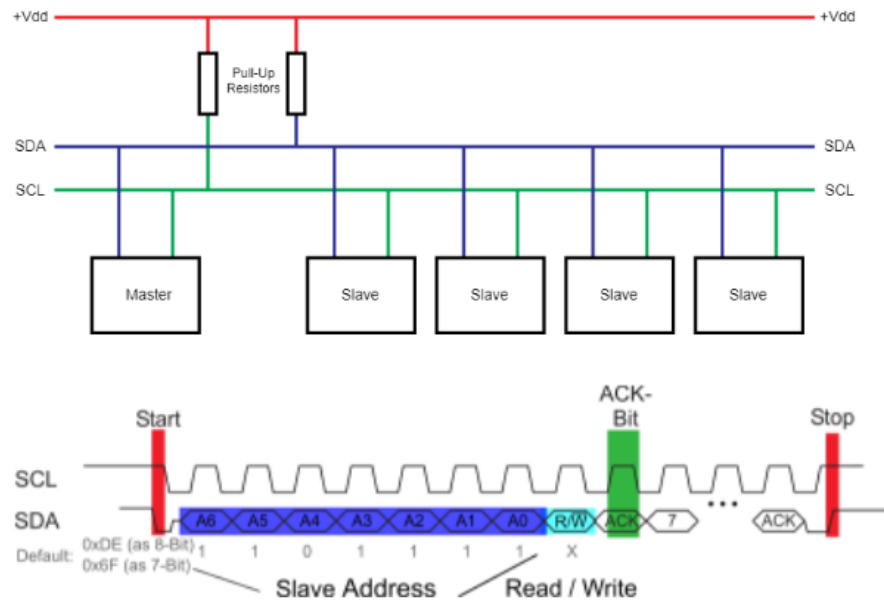 +Vdd +Vdd
Pull-Up
Resistors
SDA SDA
SCL SCL
Master Slave Slave Slave Slave
ACK-
Start Bit Stop
SCL
SDA A6 A5 A4 A3 A2 A1 A0 R/W ACK 7 ••• ACK
Default: 0xDE (as 8-Bit) 1 1 0 1 1 1 1 X
0x6F (as 7-Bit)
Slave Address Read / Write